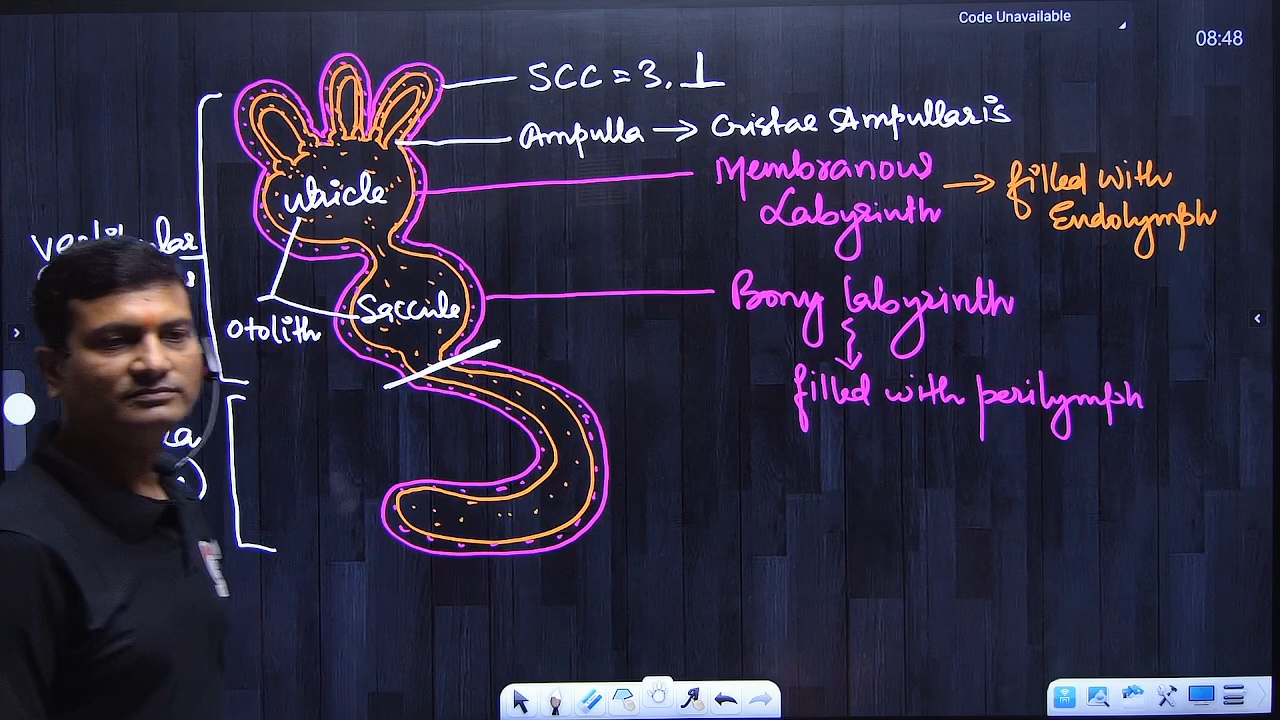 Code Unavailable
08:48
SCC = 3, ⊥
Ampulla → Cristae Ampullaris
Membranous
Labyrinth
→ filled with
Endolymph
Utricle
Saccule
Otolith
Bony labyrinth
filled with perilymph